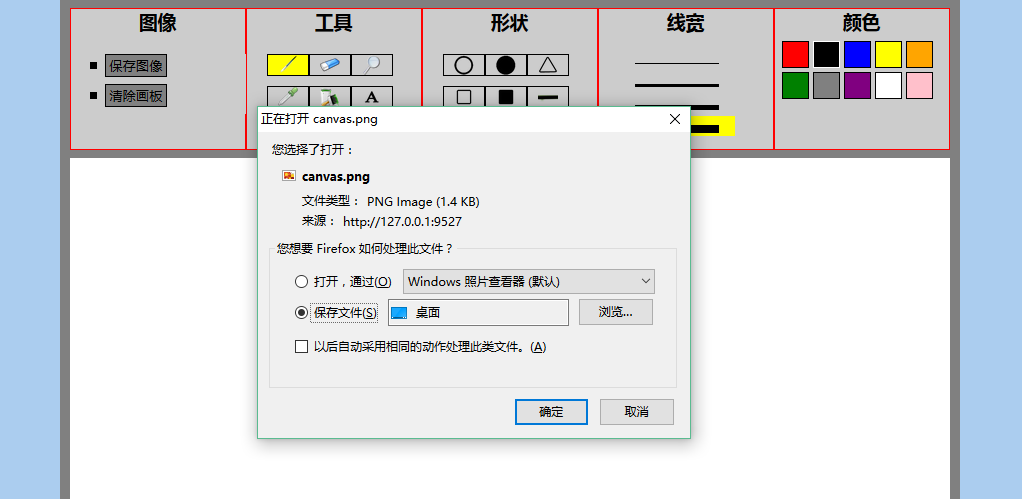 图像 工具 形状 线宽 颜色
保存图像
清除画板
A
正在打开 canvas.png
您选择了打开：
canvas.png
文件类型： PNG Image (1.4 KB)
来源： http://127.0.0.1:9527
您想要 Firefox 如何处理此文件？
打开，通过(O) Windows 照片查看器 (默认)
保存文件(S) 桌面 浏览...
以后自动采用相同的动作处理此类文件。(A)
确定 取消